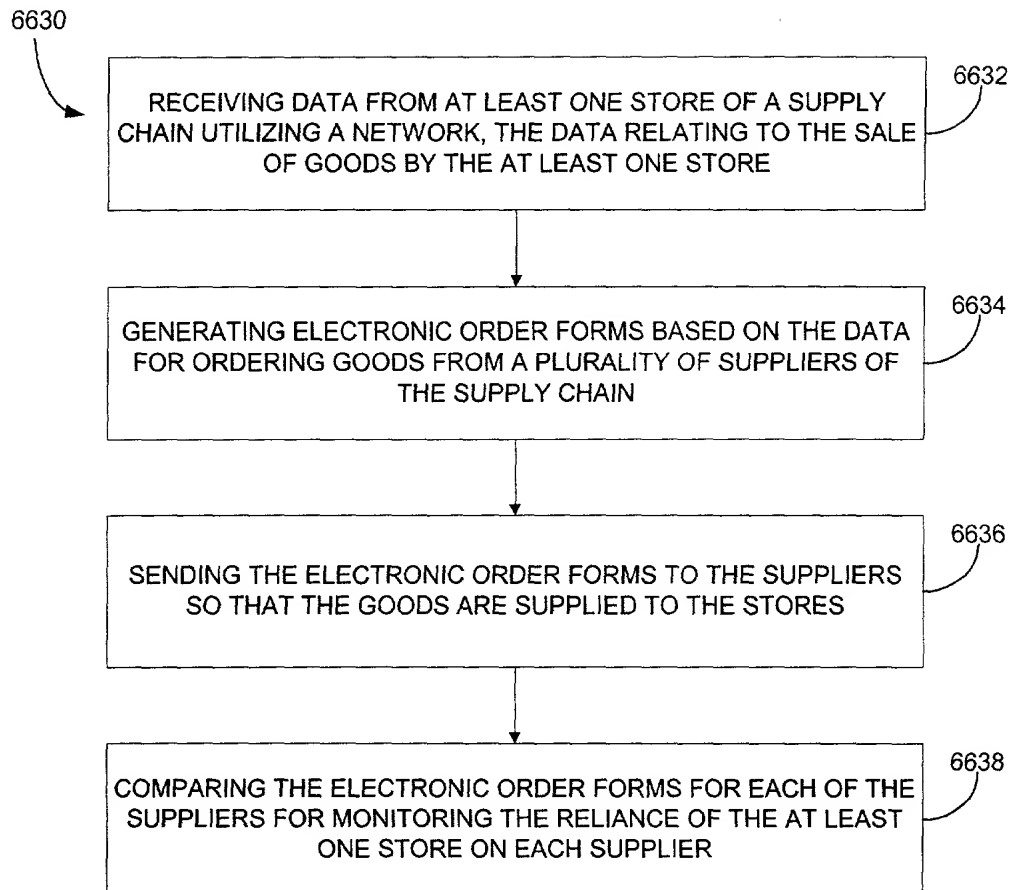 6630
6632
RECEIVING DATA FROM AT LEAST ONE STORE OF A SUPPLY
CHAIN UTILIZING A NETWORK, THE DATA RELATING TO THE SALE
OF GOODS BY THE AT LEAST ONE STORE
6634
GENERATING ELECTRONIC ORDER FORMS BASED ON THE DATA
FOR ORDERING GOODS FROM A PLURALITY OF SUPPLIERS OF
THE SUPPLY CHAIN
6636
SENDING THE ELECTRONIC ORDER FORMS TO THE SUPPLIERS
SO THAT THE GOODS ARE SUPPLIED TO THE STORES
6638
COMPARING THE ELECTRONIC ORDER FORMS FOR EACH OF THE
SUPPLIERS FOR MONITORING THE RELIANCE OF THE AT LEAST
ONE STORE ON EACH SUPPLIER